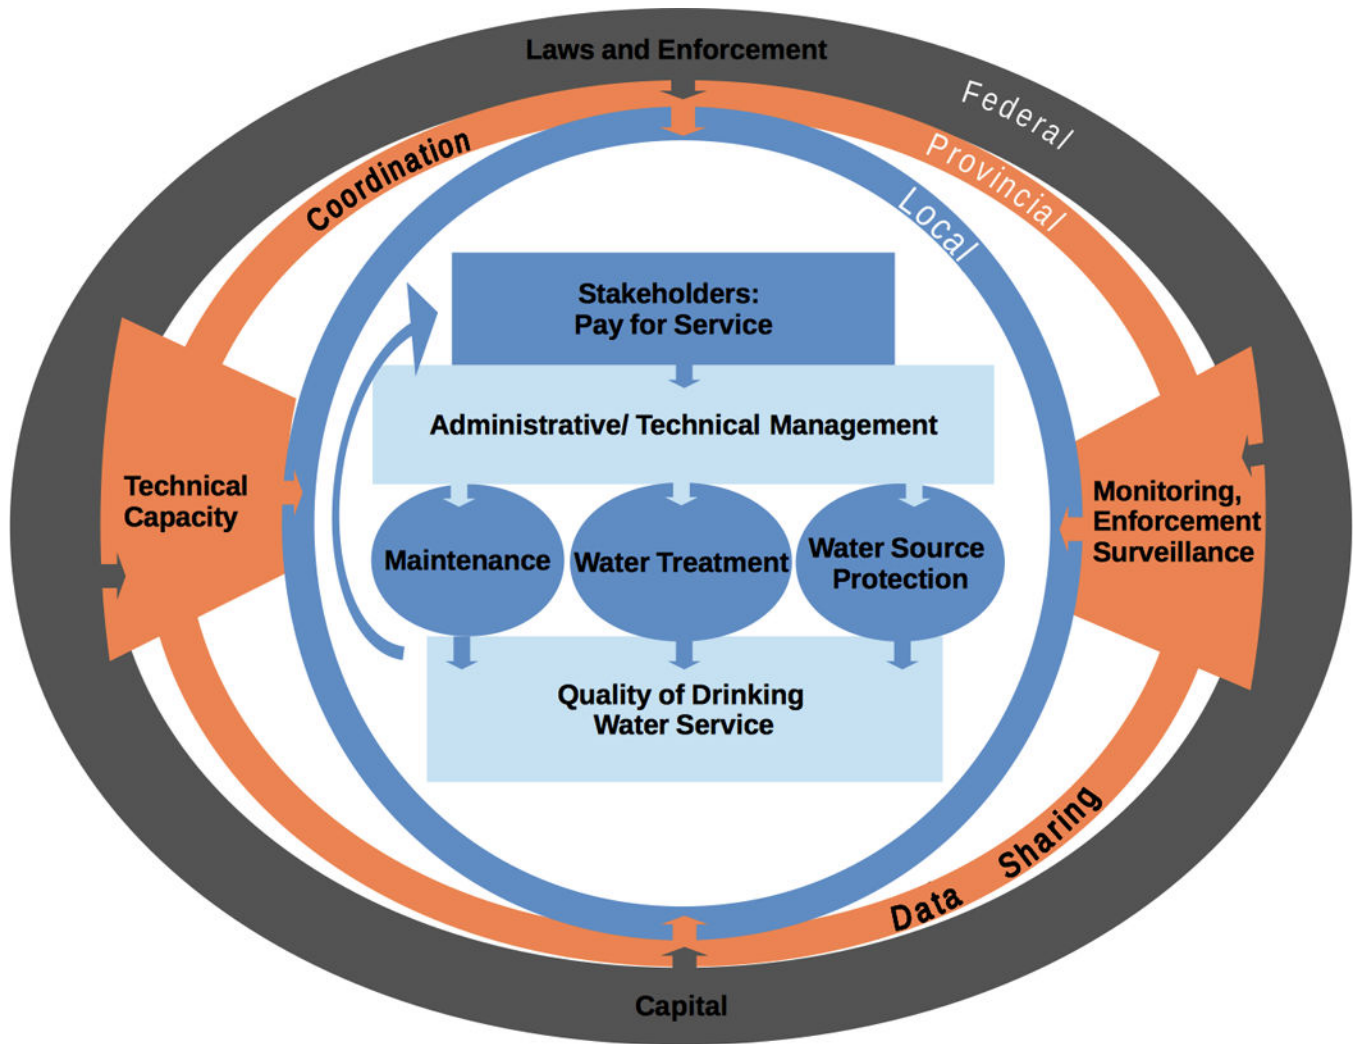 Laws and Enforcement
Federal
Provincial
Local
Coordination
Stakeholders:
Pay for Service
Administrative/ Technical Management
Technical
Capacity
Monitoring,
Enforcement
Surveillance
Maintenance
Water Treatment
Water Source
Protection
Quality of Drinking
Water Service
Data Sharing
Capital